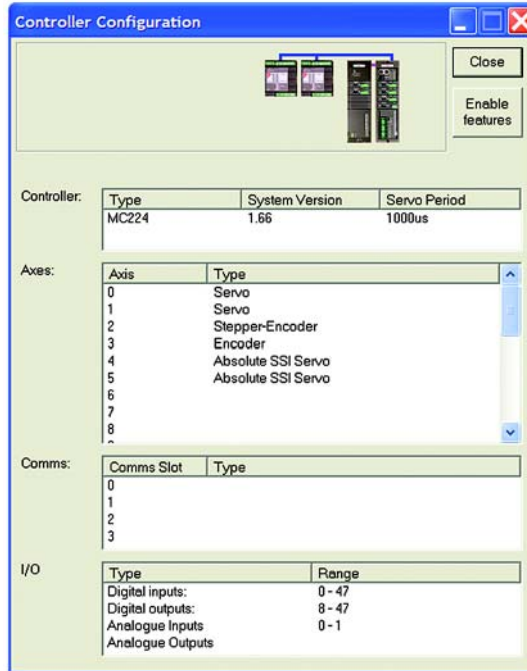 Controller Configuration
Close
Enable
features
Controller:
Type System Version Servo Period
MC224 1.66 1000us
Axes:
Axis Type
0 Servo
1 Servo
2 Stepper-Encoder
3 Encoder
4 Absolute SSI Servo
5 Absolute SSI Servo
6
7
8
Comms:
Comms Slot Type
0
1
2
3
I/O
Type Range
Digital inputs: 0 - 47
Digital outputs: 8 - 47
Analogue Inputs 0 - 1
Analogue Outputs